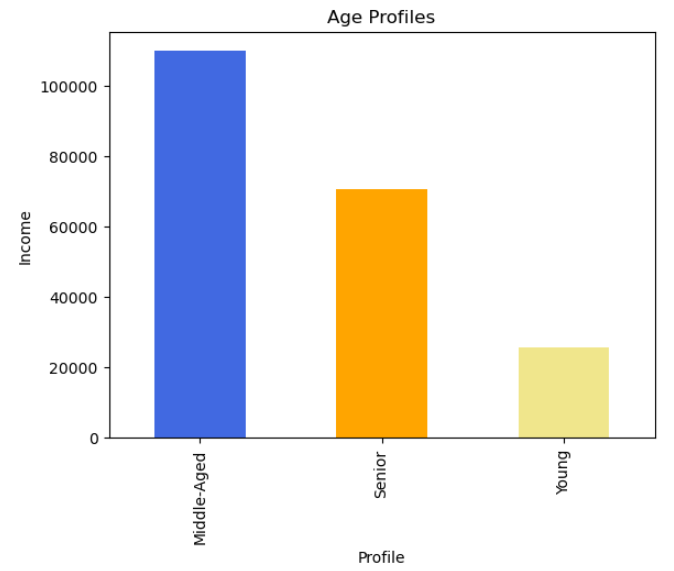 Age Profiles
Income
100000
80000
60000
40000
20000
0
Middle-Aged
Senior
Young
Profile